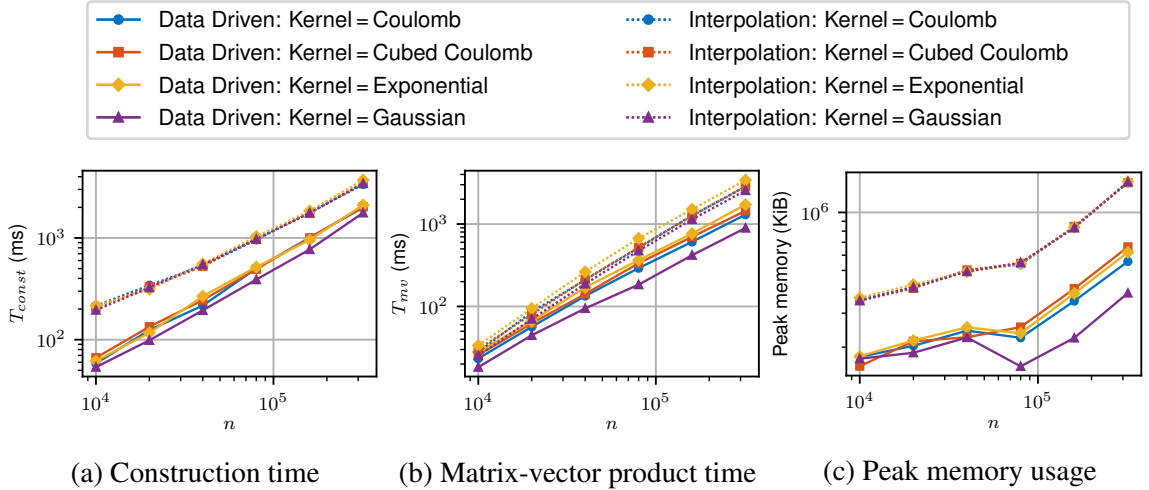 Data Driven: Kernel = Coulomb
Data Driven: Kernel = Cubed Coulomb
Data Driven: Kernel = Exponential
Data Driven: Kernel = Gaussian
Interpolation: Kernel = Coulomb
Interpolation: Kernel = Cubed Coulomb
Interpolation: Kernel = Exponential
Interpolation: Kernel = Gaussian
T_const (ms)
10^3
10^2
10^4
10^5
n
(a) Construction time
T_mv (ms)
10^3
10^2
10^4
10^5
n
(b) Matrix-vector product time
Peak memory (KiB)
10^6
10^4
10^5
n
(c) Peak memory usage